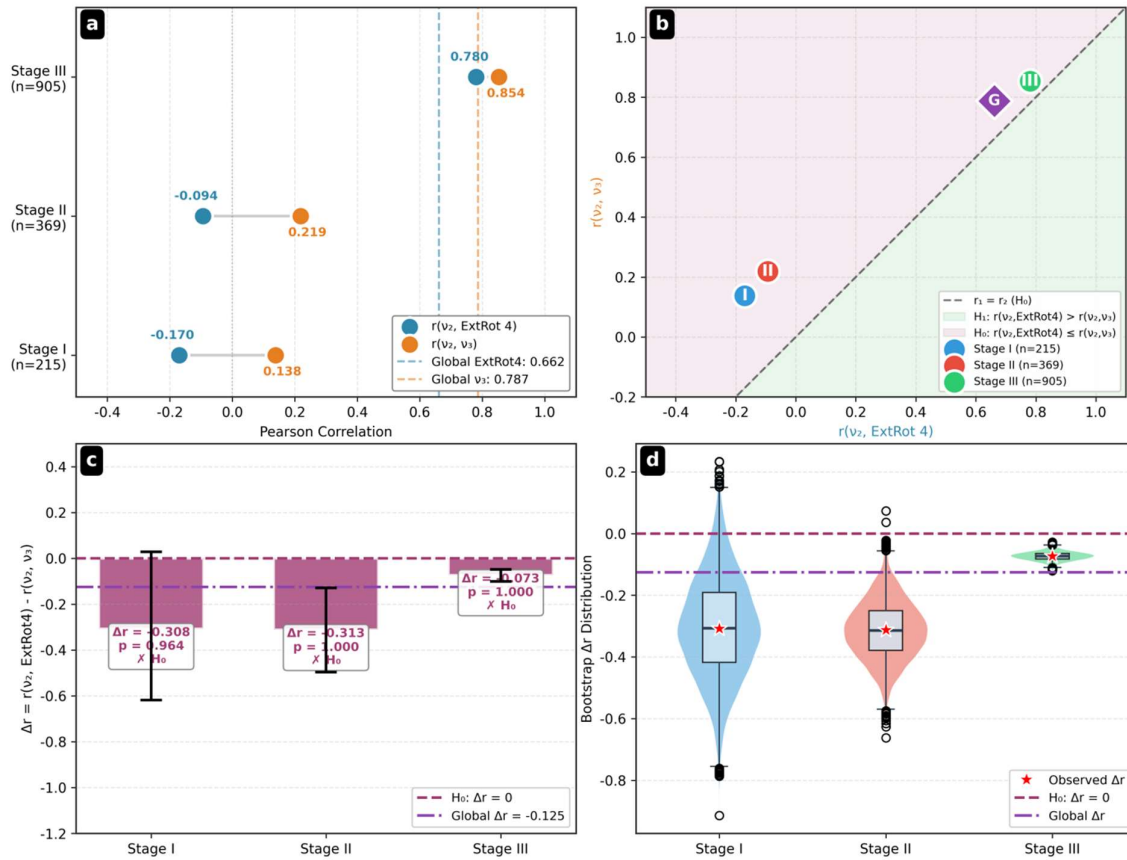 a
Stage III
(n=905)
Stage II
(n=369)
Stage I
(n=215)
0.780
0.854
-0.094
0.219
-0.170
0.138
r(ν₂, ExtRot 4)
r(ν₂, ν₃)
Global ExtRot4: 0.662
Global ν₃: 0.787
-0.4
-0.2
0.0
0.2
0.4
0.6
0.8
1.0
Pearson Correlation
b
r(ν₂, ν₃)
1.0
0.8
0.6
0.4
0.2
0.0
-0.2
G
III
II
I
r₁ = r₂ (H₀)
H₁: r(ν₂,ExtRot4) > r(ν₂,ν₃)
H₀: r(ν₂,ExtRot4) ≤ r(ν₂,ν₃)
Stage I (n=215)
Stage II (n=369)
Stage III (n=905)
-0.4
-0.2
0.0
0.2
0.4
0.6
0.8
1.0
r(ν₂, ExtRot 4)
c
Δr = r(ν₂, ExtRot4) - r(ν₂, ν₃)
0.4
0.2
0.0
-0.2
-0.4
-0.6
-0.8
-1.0
-1.2
Δr = -0.308
p = 0.964
✗ H₀
Δr = -0.313
p = 1.000
✗ H₀
Δr = -0.073
p = 1.000
✗ H₀
H₀: Δr = 0
Global Δr = -0.125
Stage I
Stage II
Stage III
d
Bootstrap Δr Distribution
0.2
0.0
-0.2
-0.4
-0.6
-0.8
Observed Δr
H₀: Δr = 0
Global Δr
Stage I
Stage II
Stage III